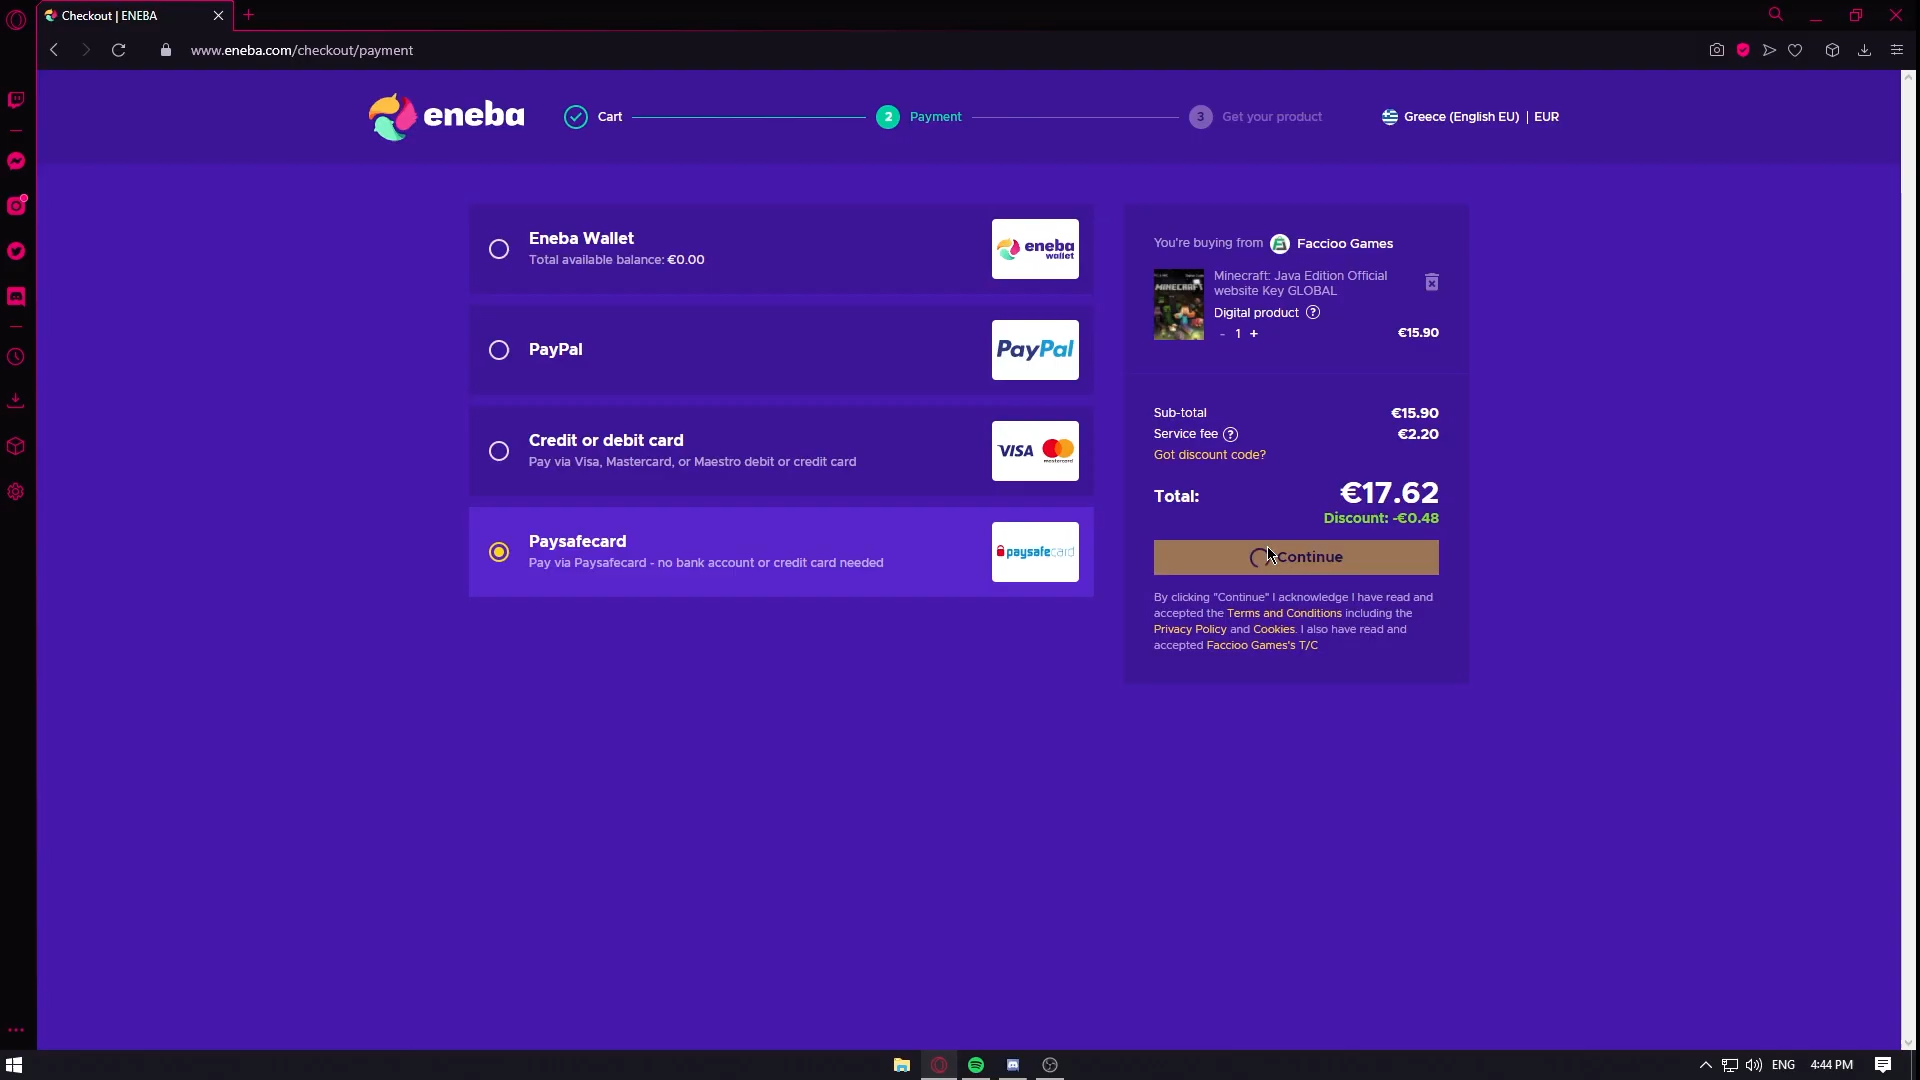 Checkout | ENEBA
www.eneba.com/checkout/payment
eneba
Cart
2
Payment
3
Get your product
Greece (English EU) | EUR
Eneba Wallet
Total available balance: €0.00
eneba
wallet
PayPal
PayPal
Credit or debit card
Pay via Visa, Mastercard, or Maestro debit or credit card
VISA
mastercard
Paysafecard
Pay via Paysafecard - no bank account or credit card needed
paysafecard
You're buying from Faccioo Games
MINECRAFT
Minecraft: Java Edition Official
website Key GLOBAL
Digital product ?
- 1 +
€15.90
Sub-total €15.90
Service fee ? €2.20
Got discount code?
Total: €17.62
Discount: -€0.48
Continue
By clicking "Continue" I acknowledge I have read and
accepted the Terms and Conditions including the
Privacy Policy and Cookies. I also have read and
accepted Faccioo Games's T/C
ENG
4:44 PM